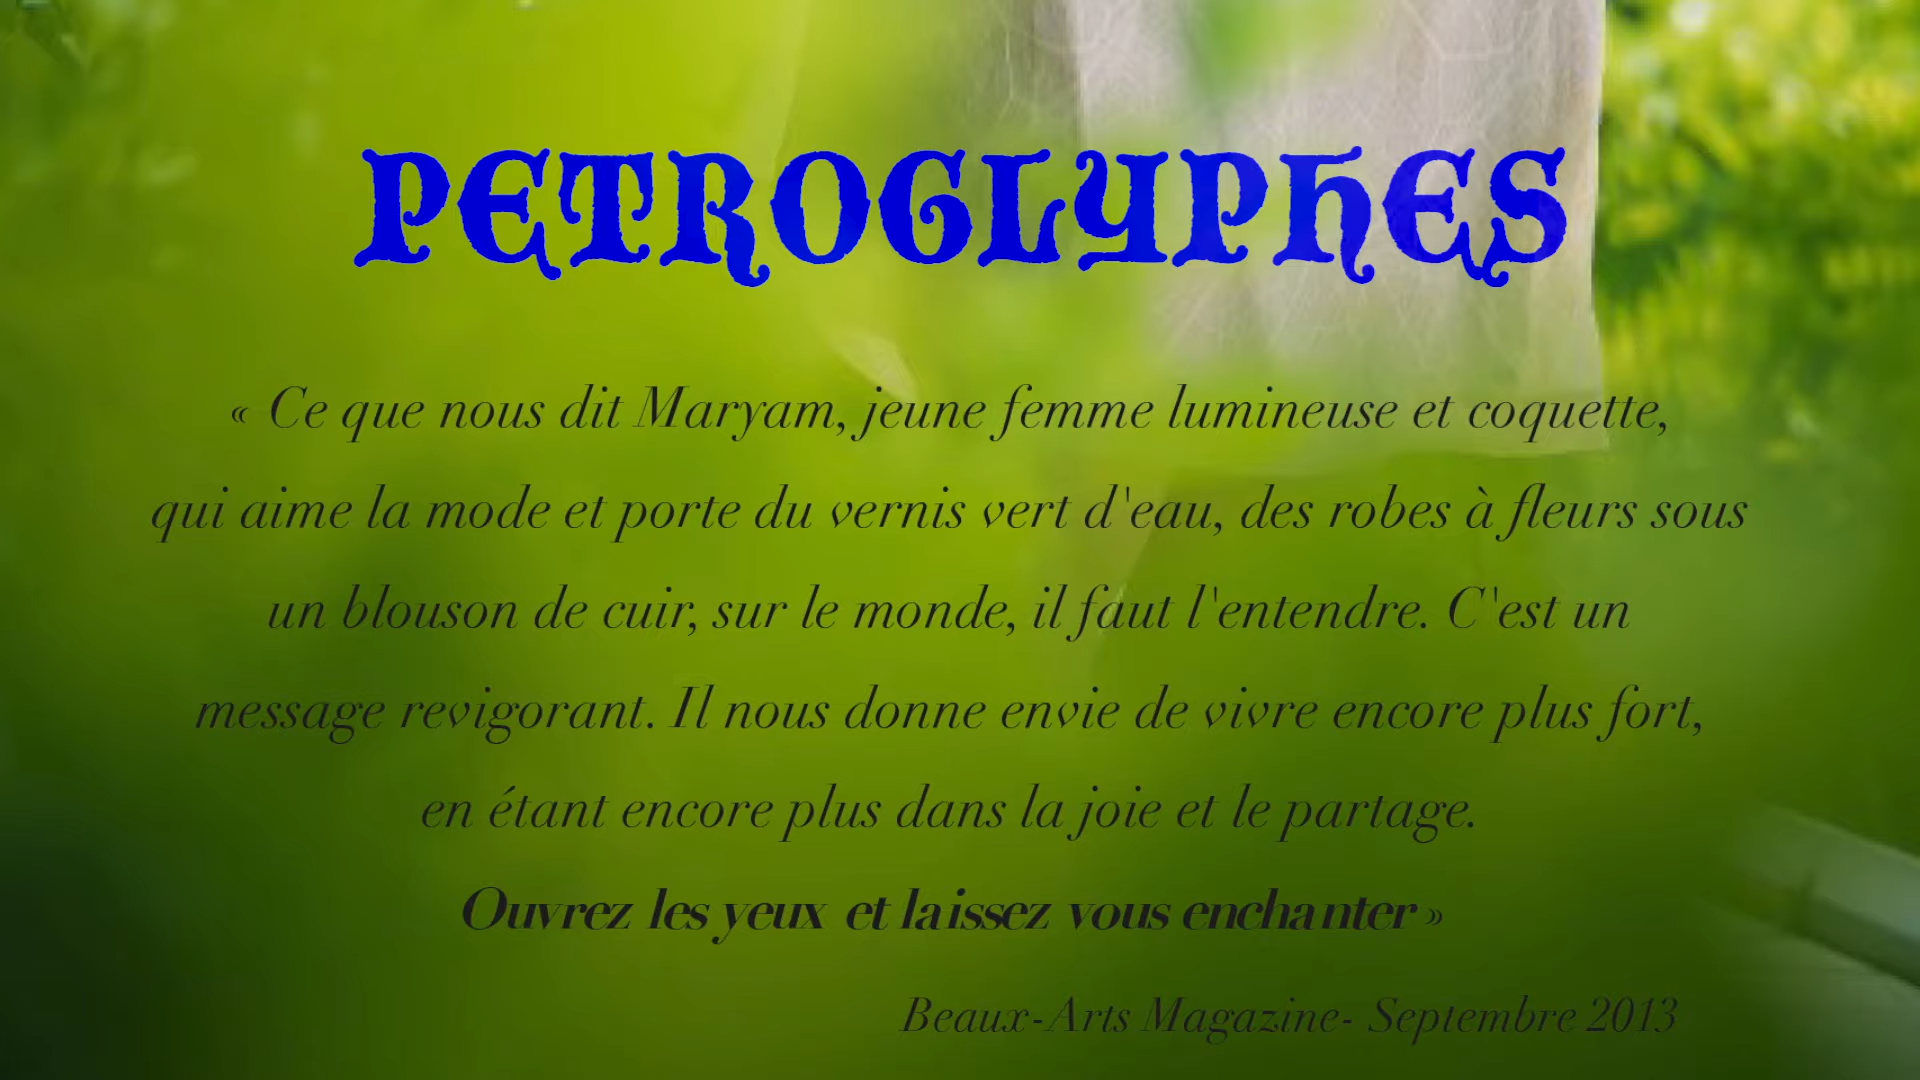 PETROGLYPHES
« Ce que nous dit Maryam, jeune femme lumineuse et coquette,
qui aime la mode et porte du vernis vert d'eau, des robes à fleurs sous
un blouson de cuir, sur le monde, il faut l'entendre. C''est un
message revigorant. Il nous donne envie de vivre encore plus fort,
en étant encore plus dans la joie et le partage.
Ouvrez les yeux et laissez vous enchanter »
Beaux-Arts Magazine- Septembre 2013